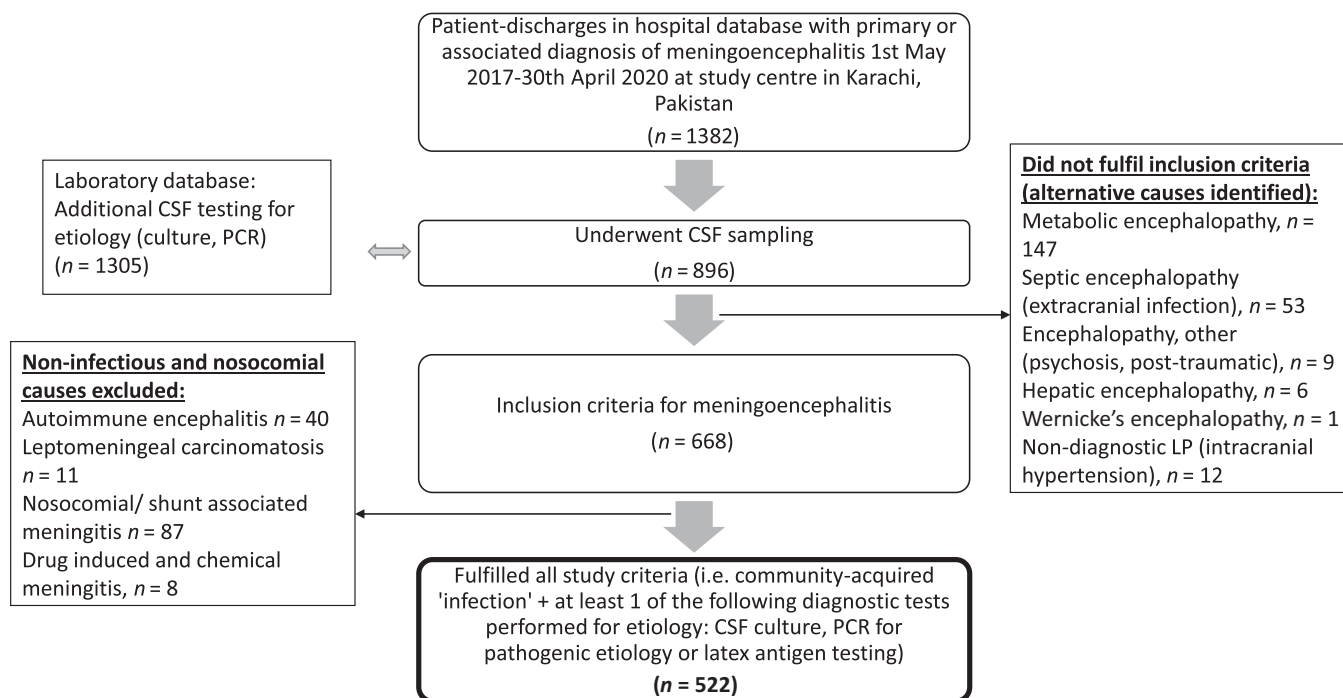 Patient-discharges in hospital database with primary or
associated diagnosis of meningoencephalitis 1st May
2017-30th April 2020 at study centre in Karachi,
Pakistan
(n = 1382)
Laboratory database:
Additional CSF testing for
etiology (culture, PCR)
(n = 1305)
Underwent CSF sampling
(n = 896)
Did not fulfil inclusion criteria
(alternative causes identified):
Metabolic encephalopathy, n =
147
Septic encephalopathy
(extracranial infection), n = 53
Encephalopathy, other
(psychosis, post-traumatic), n = 9
Hepatic encephalopathy, n = 6
Wernicke's encephalopathy, n = 1
Non-diagnostic LP (intracranial
hypertension), n = 12
Inclusion criteria for meningoencephalitis
(n = 668)
Non-infectious and nosocomial
causes excluded:
Autoimmune encephalitis n = 40
Leptomeningeal carcinomatosis
n = 11
Nosocomial/ shunt associated
meningitis n = 87
Drug induced and chemical
meningitis, n = 8
Fulfilled all study criteria (i.e. community-acquired
'infection' + at least 1 of the following diagnostic tests
performed for etiology: CSF culture, PCR for
pathogenic etiology or latex antigen testing)
(n = 522)